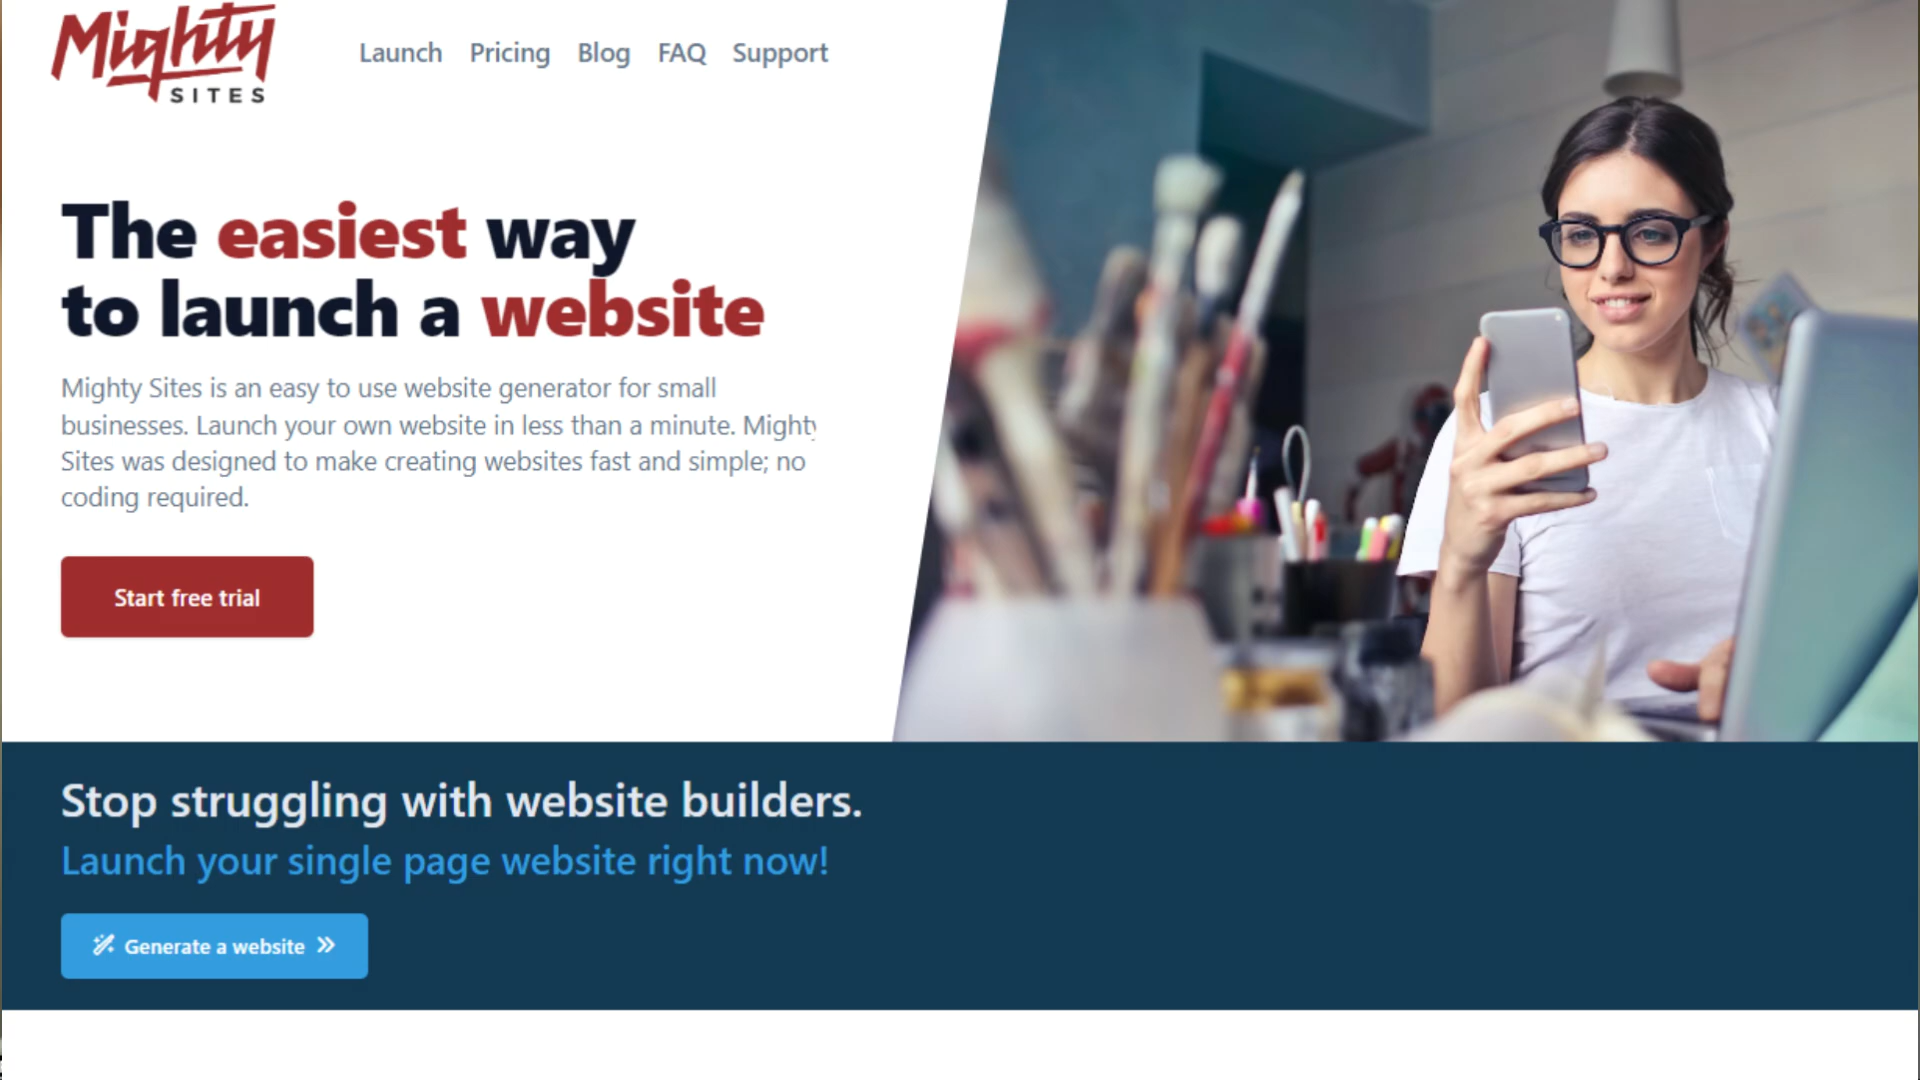 Mighty
SITES
Launch Pricing Blog FAQ Support
The easiest way
to launch a website
Mighty Sites is an easy to use website generator for small
businesses. Launch your own website in less than a minute. Mighty
Sites was designed to make creating websites fast and simple; no
coding required.
Start free trial
Stop struggling with website builders.
Launch your single page website right now!
Generate a website